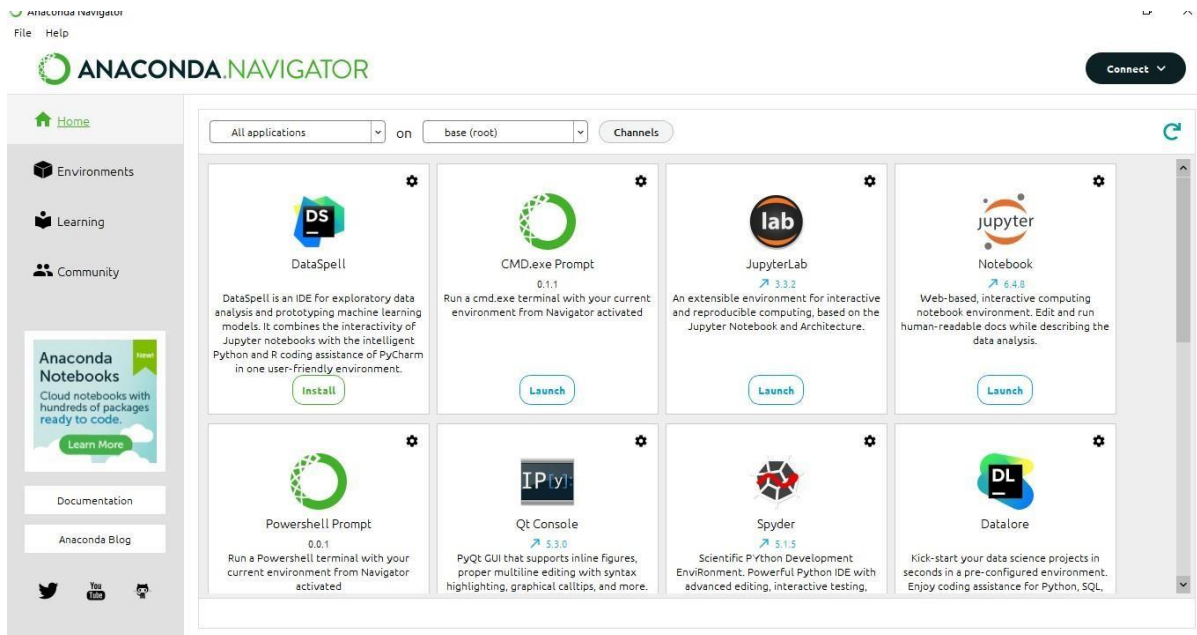 Anaconda Navigator
File Help
ANACONDA.NAVIGATOR
Connect
Home
Environments
Learning
Community
Anaconda Notebooks
New!
Cloud notebooks with
hundreds of packages
ready to code.
Learn More
Documentation
Anaconda Blog
You
Tube
All applications on base (root) Channels
DS
DataSpell
DataSpell is an IDE for exploratory data
analysis and prototyping machine learning
models. It combines the interactivity of
Jupyter notebooks with the intelligent
Python and R coding assistance of PyCharm
in one user-friendly environment.
Install
CMD.exe Prompt
0.1.1
Run a cmd.exe terminal with your current
environment from Navigator activated
Launch
lab
JupyterLab
3.3.2
An extensible environment for interactive
and reproducible computing, based on the
Jupyter Notebook and Architecture.
Launch
jupyter
Notebook
6.4.8
Web-based, interactive computing
notebook environment. Edit and run
human-readable docs while describing the
data analysis.
Launch
Powershell Prompt
0.0.1
Run a Powershell terminal with your
current environment from Navigator
activated
IP[y]:
Qt Console
5.3.0
PyQt GUI that supports inline figures,
proper multiline editing with syntax
highlighting, graphical calltips, and more.
Spyder
5.1.5
Scientific PYthon Development
EnviRonment. Powerful Python IDE with
advanced editing, interactive testing,
DL
Datalore
Kick-start your data science projects in
seconds in a pre-configured environment.
Enjoy coding assistance for Python, SQL,